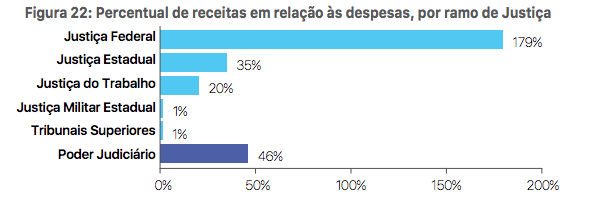 Figura 22: Percentual de receitas em relação às despesas, por ramo de Justiça
Justiça Federal 179%
Justiça Estadual 35%
Justiça do Trabalho 20%
Justiça Militar Estadual 1%
Tribunais Superiores 1%
Poder Judiciário 46%
0% 50% 100% 150% 200%